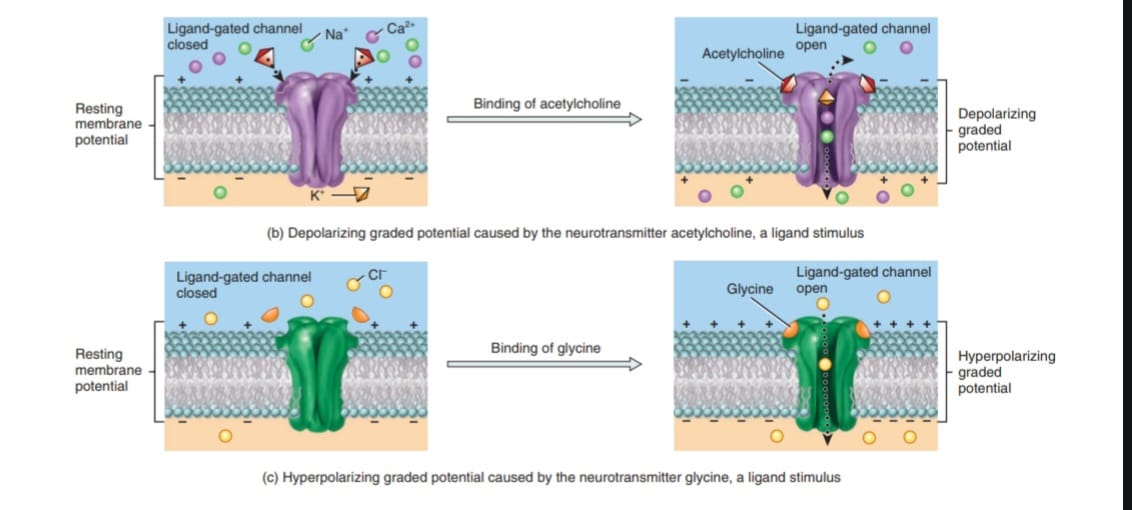 Ligand-gated channel
closed
Na⁺
Ca²⁺
Resting
membrane
potential
K⁺
Binding of acetylcholine
Ligand-gated channel
open
Acetylcholine
Depolarizing
graded
potential
(b) Depolarizing graded potential caused by the neurotransmitter acetylcholine, a ligand stimulus
Ligand-gated channel
closed
Cl⁻
Resting
membrane
potential
Binding of glycine
Ligand-gated channel
open
Glycine
Hyperpolarizing
graded
potential
(c) Hyperpolarizing graded potential caused by the neurotransmitter glycine, a ligand stimulus